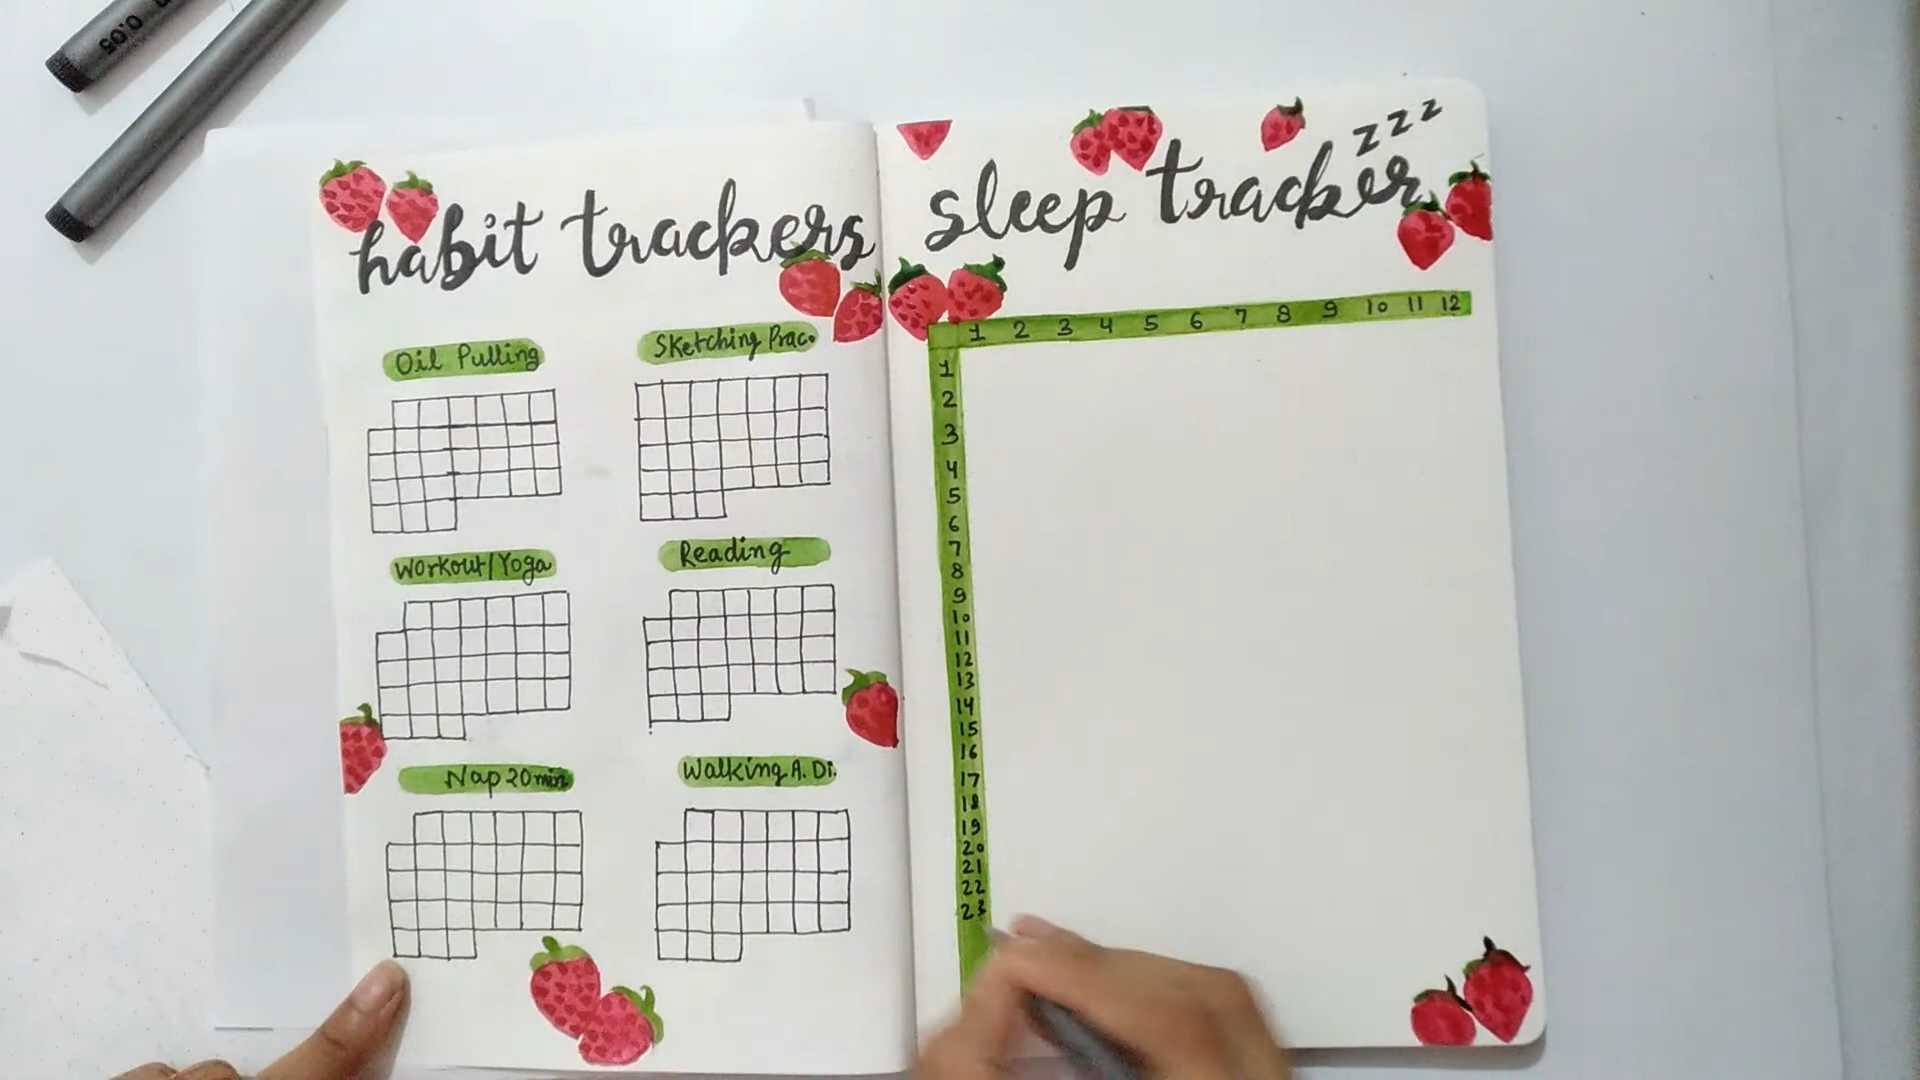 0.05
habit trackers
Oil Pulling
Sketching Prac.
Workout/Yoga
Reading
Nap 20 min
Walking A. Di.
zzz
sleep tracker
1 2 3 4 5 6 7 8 9 10 11 12
1
2
3
4
5
6
7
8
9
10
11
12
13
14
15
16
17
18
19
20
21
22
23